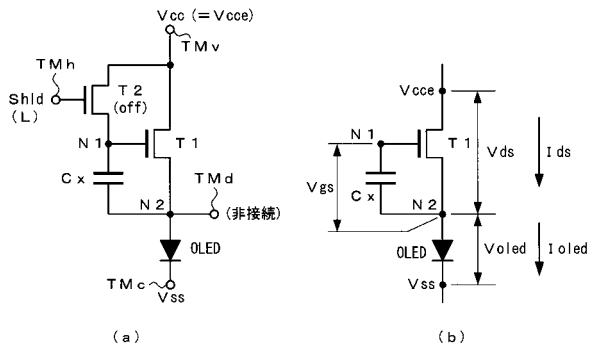 Vcc (=Vcce)
TMv
TMh
T2
(off)
Shld
(L)
N1
T1
Cx
TMd
N2
(非接続)
OLED
TMc
Vss
(a)
Vcce
N1
T1
Vds
Ids
Cx
Vgs
N2
OLED
Voled
Ioled
Vss
(b)